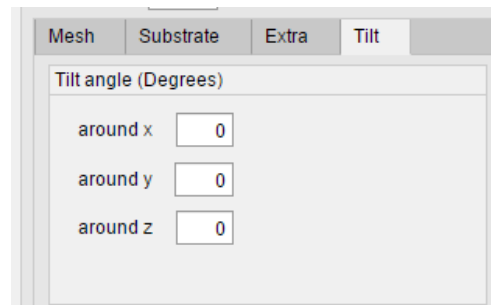 Mesh Substrate Extra Tilt
Tilt angle (Degrees)
around x 0
around y 0
around z 0